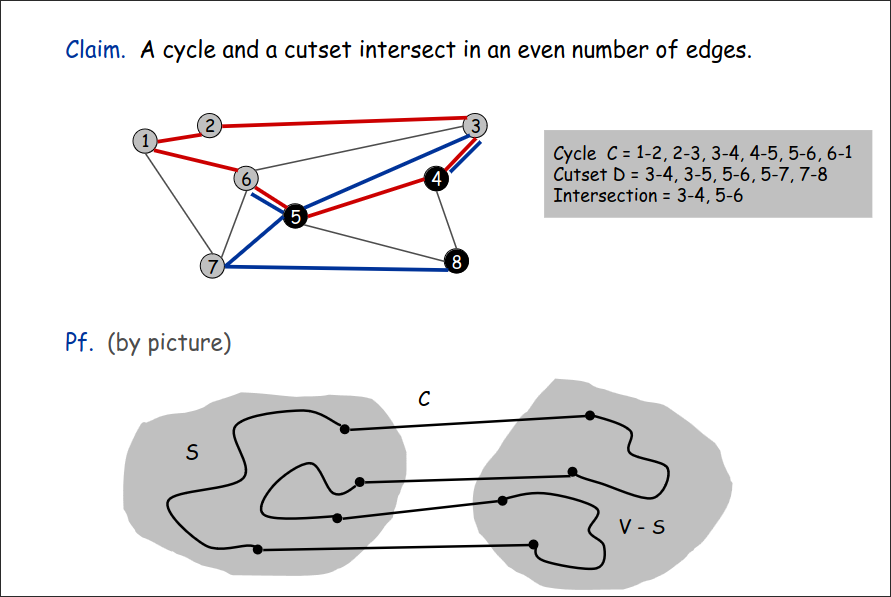 Claim. A cycle and a cutset intersect in an even number of edges.
2
3
1
Cycle C = 1-2, 2-3, 3-4, 4-5, 5-6, 6-1
Cutset D = 3-4, 3-5, 5-6, 5-7, 7-8
Intersection = 3-4, 5-6
6
4
5
7
8
Pf. (by picture)
C
S
V - S